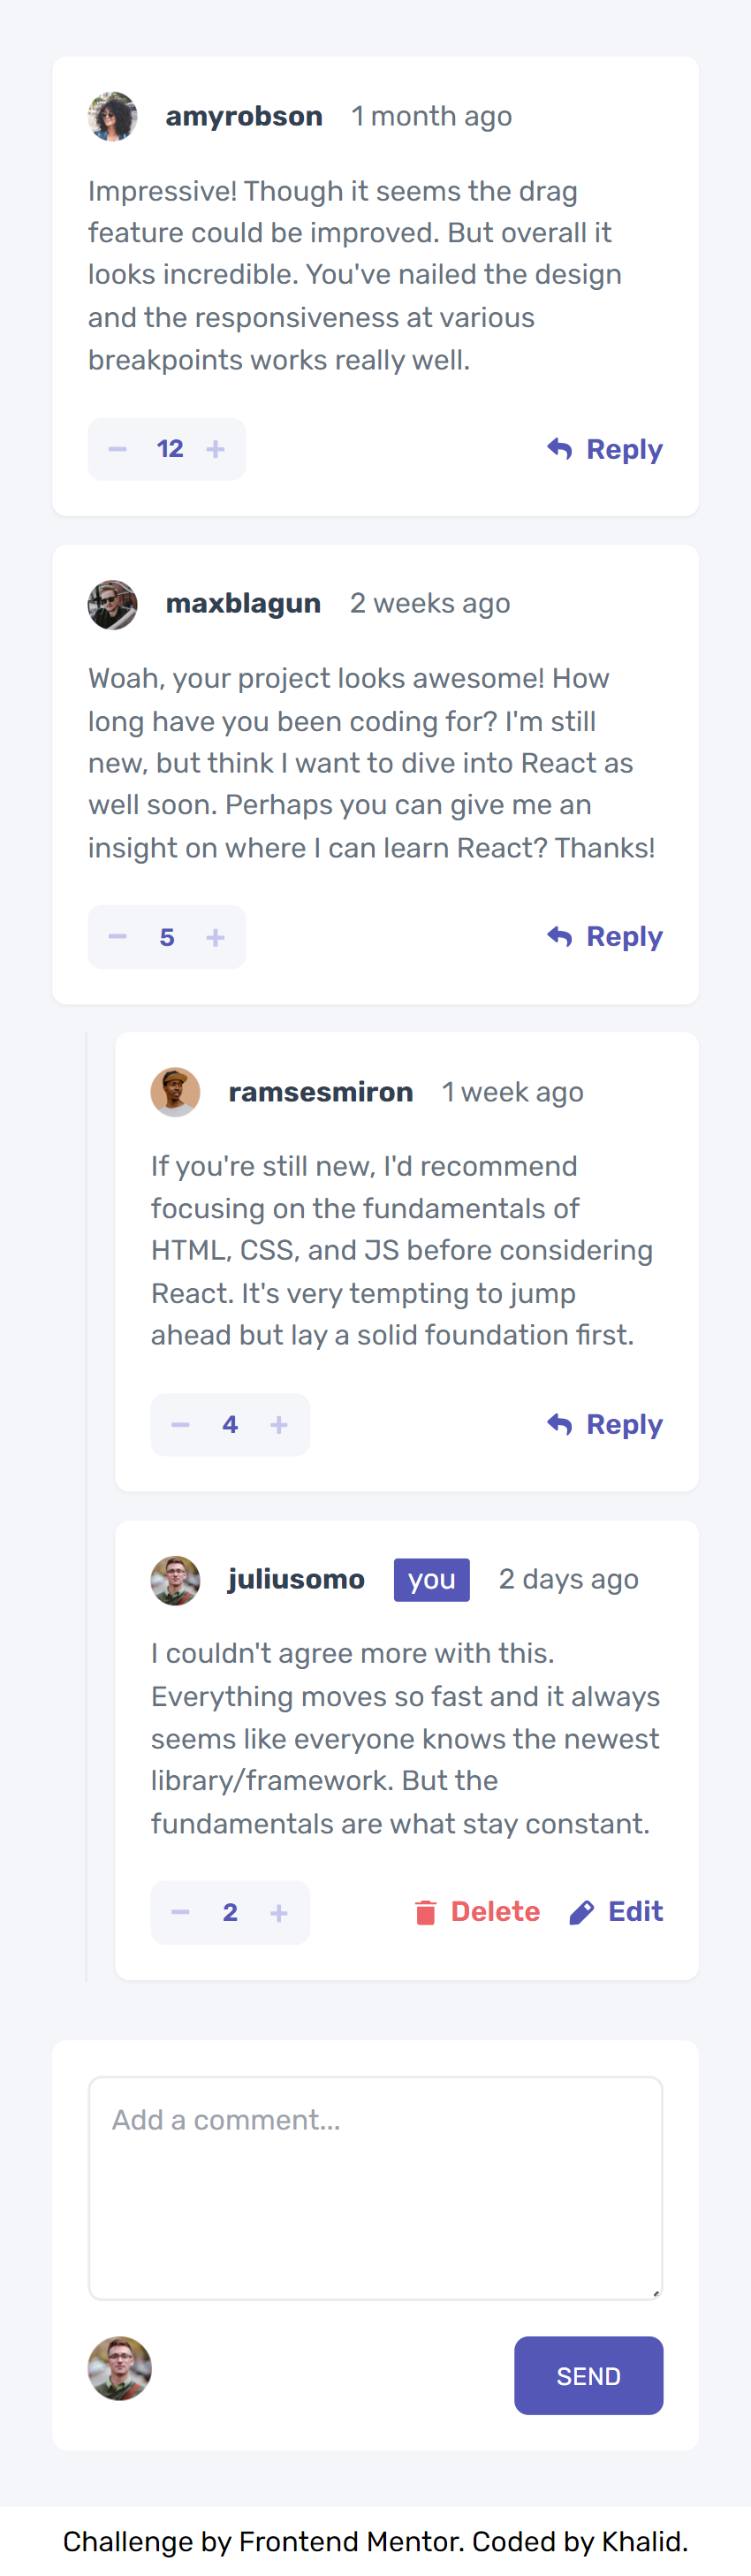 amyrobson 1 month ago
Impressive! Though it seems the drag
feature could be improved. But overall it
looks incredible. You've nailed the design
and the responsiveness at various
breakpoints works really well.
− 12 + Reply
maxblagun 2 weeks ago
Woah, your project looks awesome! How
long have you been coding for? I'm still
new, but think I want to dive into React as
well soon. Perhaps you can give me an
insight on where I can learn React? Thanks!
− 5 + Reply
ramsesmiron 1 week ago
If you're still new, I'd recommend
focusing on the fundamentals of
HTML, CSS, and JS before considering
React. It's very tempting to jump
ahead but lay a solid foundation first.
− 4 + Reply
juliusomo you 2 days ago
I couldn't agree more with this.
Everything moves so fast and it always
seems like everyone knows the newest
library/framework. But the
fundamentals are what stay constant.
− 2 + Delete Edit
Add a comment...
SEND
Challenge by Frontend Mentor. Coded by Khalid.